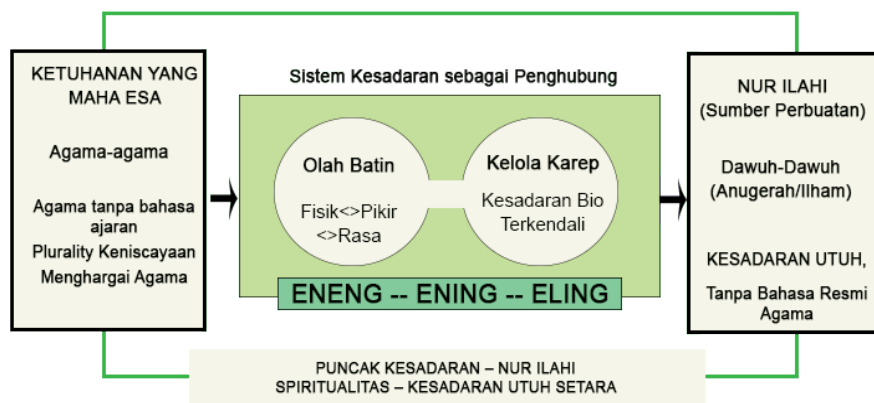 KETUHANAN YANG
MAHA ESA
Agama-agama
Agama tanpa bahasa
ajaran
Plurality Keniscayaan
Menghargai Agama
Sistem Kesadaran sebagai Penghubung
Olah Batin
Fisik<>Pikir
<>Rasa
Kelola Karep
Kesadaran Bio
Terkendali
ENENG -- ENING -- ELING
NUR ILAHI
(Sumber Perbuatan)
Dawuh-Dawuh
(Anugerah/Ilham)
KESADARAN UTUH,
Tanpa Bahasa Resmi
Agama
PUNCAK KESADARAN – NUR ILAHI
SPIRITUALITAS – KESADARAN UTUH SETARA